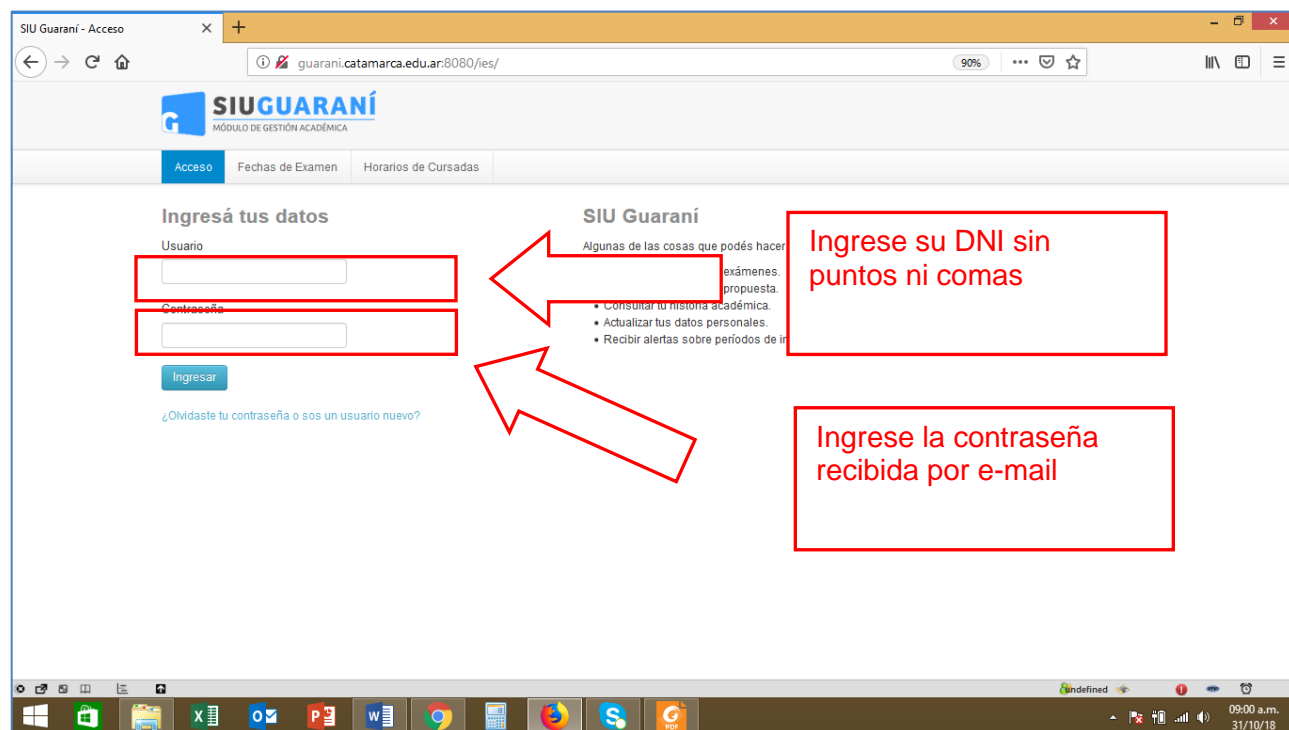 SIU Guaraní - Acceso
guarani.catamarca.edu.ar:8080/ies/
90%
G
SIUGUARANÍ
MÓDULO DE GESTIÓN ACADÉMICA
Acceso
Fechas de Examen
Horarios de Cursadas
Ingresá tus datos
Usuario
Contraseña
Ingresar
¿Olvidaste tu contraseña o sos un usuario nuevo?
SIU Guaraní
Algunas de las cosas que podés hacer
exámenes.
propuesta.
• Consultar tu historia académica.
• Actualizar tus datos personales.
• Recibir alertas sobre períodos de
Ingrese su DNI sin
puntos ni comas
Ingrese la contraseña
recibida por e-mail
undefined
09:00 a.m.
31/10/18